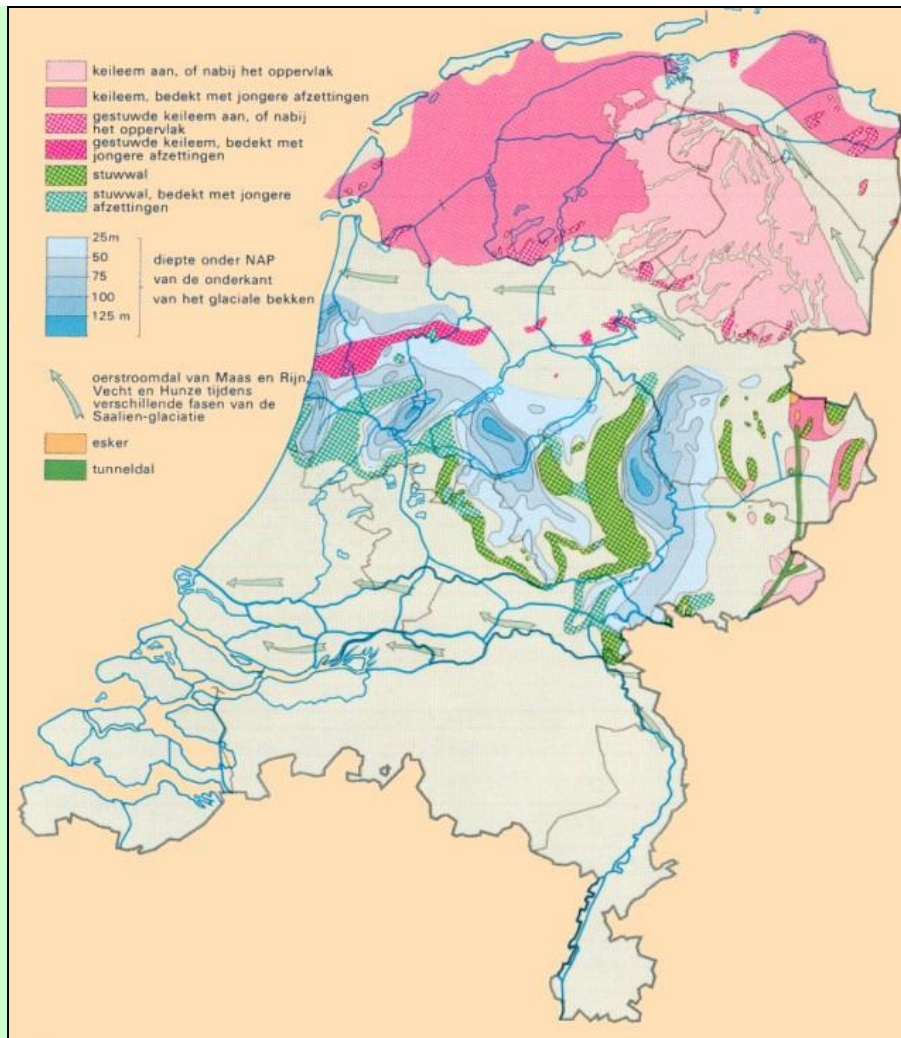 keileem aan, of nabij het oppervlak
keileem, bedekt met jongere afzettingen
gestuwde keileem aan, of nabij
het oppervlak
gestuwde keileem, bedekt met
jongere afzettingen
stuwwal
stuwwal, bedekt met jongere
afzettingen
25m
50
75
100
125 m
diepte onder NAP
van de onderkant
van het glaciale bekken
oerstroomdal van Maas en Rijn,
Vecht en Hunze tijdens
verschillende fasen van de
Saalien-glaciatie
esker
tunneldal